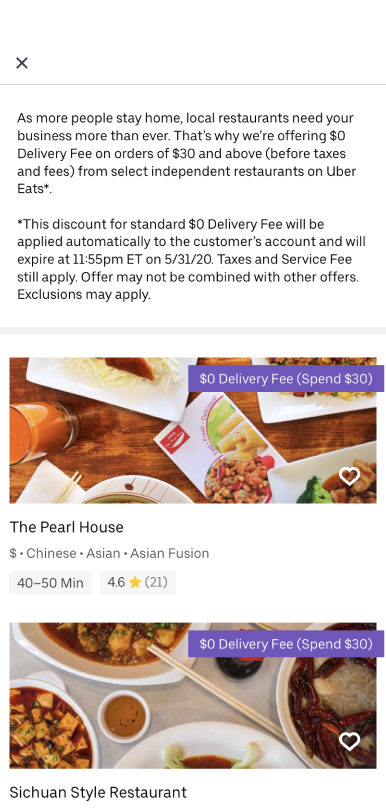 As more people stay home, local restaurants need your
business more than ever. That's why we're offering $0
Delivery Fee on orders of $30 and above (before taxes
and fees) from select independent restaurants on Uber
Eats*.
*This discount for standard $0 Delivery Fee will be
applied automatically to the customer's account and will
expire at 11:55pm ET on 5/31/20. Taxes and Service Fee
still apply. Offer may not be combined with other offers.
Exclusions may apply.
$0 Delivery Fee (Spend $30)
The Pearl House
$ • Chinese • Asian • Asian Fusion
40–50 Min 4.6 (21)
$0 Delivery Fee (Spend $30)
Sichuan Style Restaurant